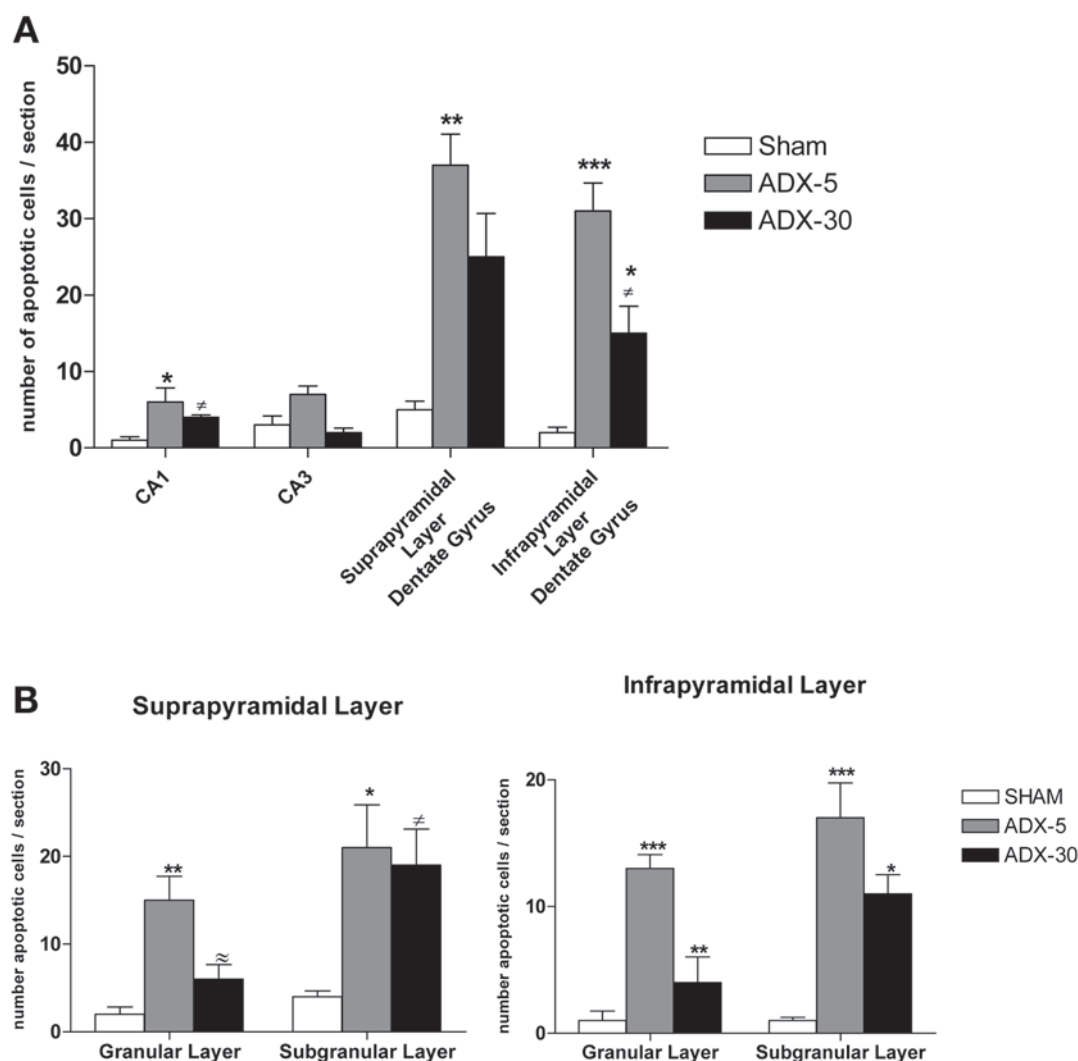 A
number of apoptotic cells / section
50
40
30
20
10
0
**
***
*
≠
*
≠
Sham
ADX-5
ADX-30
CA1
CA3
Suprapyramidal
Layer
Dentate Gyrus
Infrapyramidal
Layer
Dentate Gyrus
B
Suprapyramidal Layer
number apoptotic cells / section
30
20
10
0
**
≈
*
≠
Granular Layer
Subgranular Layer
Infrapyramidal Layer
number apoptotic cells / section
20
10
0
***
**
***
*
Granular Layer
Subgranular Layer
SHAM
ADX-5
ADX-30